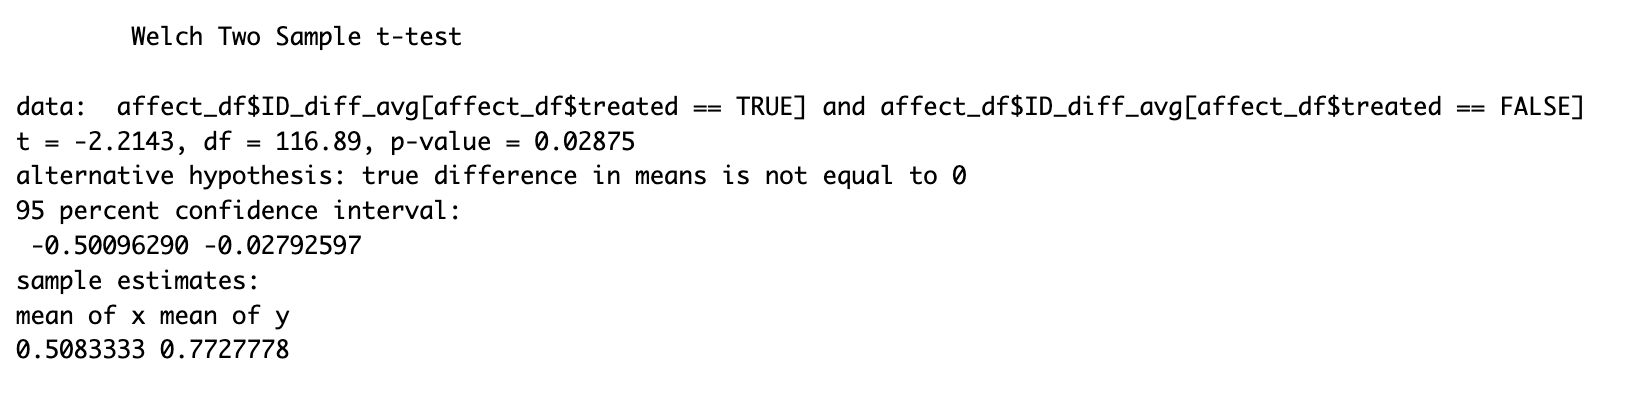 Welch Two Sample t-test
data:  affect_df$ID_diff_avg[affect_df$treated == TRUE] and affect_df$ID_diff_avg[affect_df$treated == FALSE]
t = -2.2143, df = 116.89, p-value = 0.02875
alternative hypothesis: true difference in means is not equal to 0
95 percent confidence interval:
 -0.50096290 -0.02792597
sample estimates:
mean of x mean of y
0.5083333 0.7727778